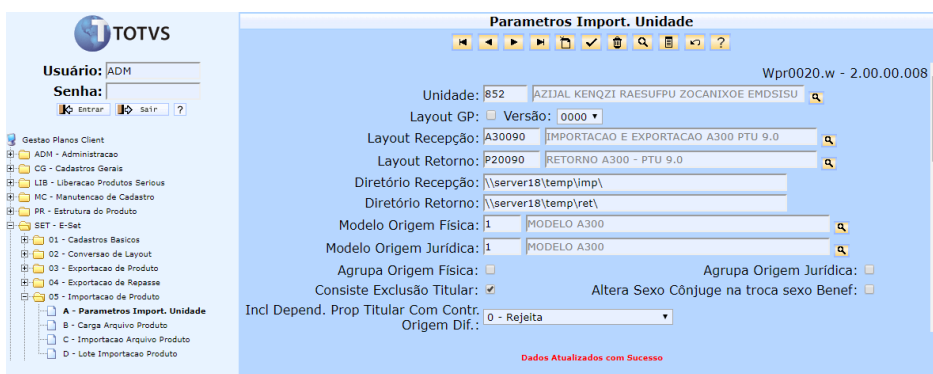 TOTVS
Usuário: ADM
Senha:
Entrar Sair ?
Gestao Planos Client
ADM - Administracao
CG - Cadastros Gerais
LIB - Liberacao Produtos Serious
MC - Manutencao de Cadastro
PR - Estrutura do Produto
SET - E-Set
01 - Cadastros Basicos
02 - Conversao de Layout
03 - Exportacao de Produto
04 - Exportacao de Repasse
05 - Importacao de Produto
A - Parametros Import. Unidade
B - Carga Arquivo Produto
C - Importacao Arquivo Produto
D - Lote Importacao Produto
Parametros Import. Unidade
?
Wpr0020.w - 2.00.00.008
Unidade: 852 AZIJAL KENQZI RAESUFPU ZOCANIXOE EMDSISU
Layout GP: Versão: 0000
Layout Recepção: A30090 IMPORTACAO E EXPORTACAO A300 PTU 9.0
Layout Retorno: P20090 RETORNO A300 - PTU 9.0
Diretório Recepção: \\server18\temp\imp\
Diretório Retorno: \\server18\temp\ret\
Modelo Origem Física: 1 MODELO A300
Modelo Origem Jurídica: 1 MODELO A300
Agrupa Origem Física: Agrupa Origem Jurídica:
Consiste Exclusão Titular: Altera Sexo Cônjuge na troca sexo Benef:
Incl Depend. Prop Titular Com Contr.
Origem Dif.: 0 - Rejeita
Dados Atualizados com Sucesso